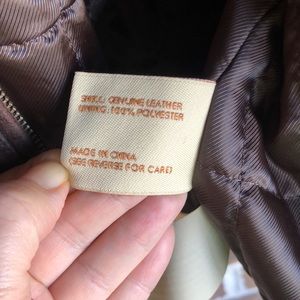 SHELL: GENUINE LEATHER
LINING: 100% POLYESTER
MADE IN CHINA
(SEE REVERSE FOR CARE)